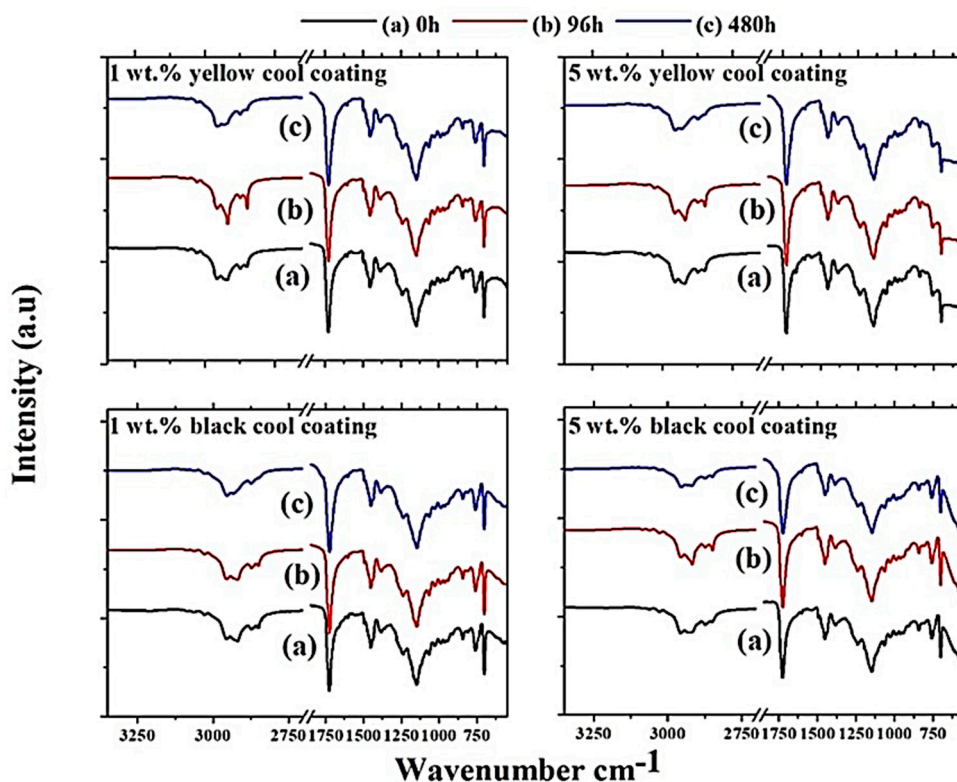 (a) 0h (b) 96h (c) 480h
1 wt.% yellow cool coating
(c)
(b)
(a)
5 wt.% yellow cool coating
(c)
(b)
(a)
Intensity (a.u)
1 wt.% black cool coating
(c)
(b)
(a)
5 wt.% black cool coating
(c)
(b)
(a)
3250 3000 2750 1750 1500 1250 1000 750
3250 3000 2750 1750 1500 1250 1000 750
Wavenumber cm-1